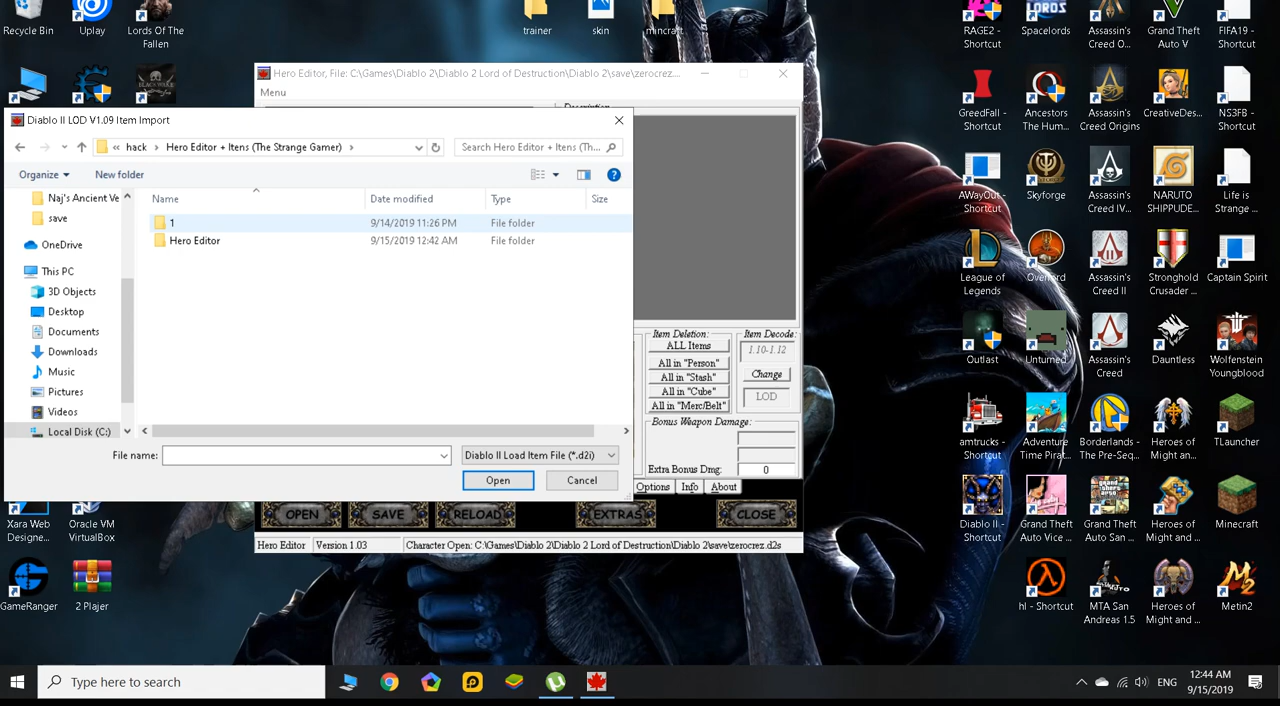 Recycle Bin
Uplay
Lords Of The
Fallen
trainer
skin
mincraft
RAGE2 -
Shortcut
Spacelords
Assassin's
Creed O...
Grand Theft
Auto V
FIFA19 -
Shortcut
Hero Editor, File: C:\Games\Diablo 2\Diablo 2 Lord of Destruction\Diablo 2\save\zerocrez....
Menu
Description
Diablo II LOD V1.09 Item Import
hack
Hero Editor + Itens (The Strange Gamer)
Search Hero Editor + Itens (Th...
Organize
New folder
Name
Date modified
Type
Size
Naj's Ancient Ve
save
OneDrive
This PC
3D Objects
Desktop
Documents
Downloads
Music
Pictures
Videos
Local Disk (C:)
1
9/14/2019 11:26 PM
File folder
Hero Editor
9/15/2019 12:42 AM
File folder
File name:
Diablo II Load Item File (*.d2i)
Open
Cancel
Item Deletion:
ALL Items
All in "Person"
All in "Stash"
All in "Cube"
All in "Merc/Belt"
Item Decode:
1.10-1.12
Change
LOD
Bonus Weapon Damage:
Extra Bonus Dmg:
0
Options
Info
About
OPEN
SAVE
RELOAD
EXTRAS
CLOSE
Hero Editor
Version 1.03
Character Open: C:\Games\Diablo 2\Diablo 2 Lord of Destruction\Diablo 2\save\zerocrez.d2s
GreedFall -
Shortcut
Ancestors
The Hum...
Assassin's
Creed Origins
CreativeDes...
NS3FB -
Shortcut
AWayOut -
Shortcut
Skyforge
Assassin's
Creed IV...
NARUTO
SHIPPUDE...
Life is
Strange ...
League of
Legends
Overlord
Assassin's
Creed II
Stronghold
Crusader ...
Captain Spirit
Outlast
Unturned
Assassin's
Creed
Dauntless
Wolfenstein
Youngblood
amtrucks -
Shortcut
Adventure
Time Pirat...
Borderlands -
The Pre-Seq...
Heroes of
Might and...
TLauncher
Diablo II -
Shortcut
Grand Theft
Auto Vice ...
Grand Theft
Auto San ...
Heroes of
Might and ...
Minecraft
hl - Shortcut
MTA San
Andreas 1.5
Heroes of
Might and ...
Metin2
Xara Web
Designe...
Oracle VM
VirtualBox
GameRanger
2 Plajer
Type here to search
ENG
12:44 AM
9/15/2019